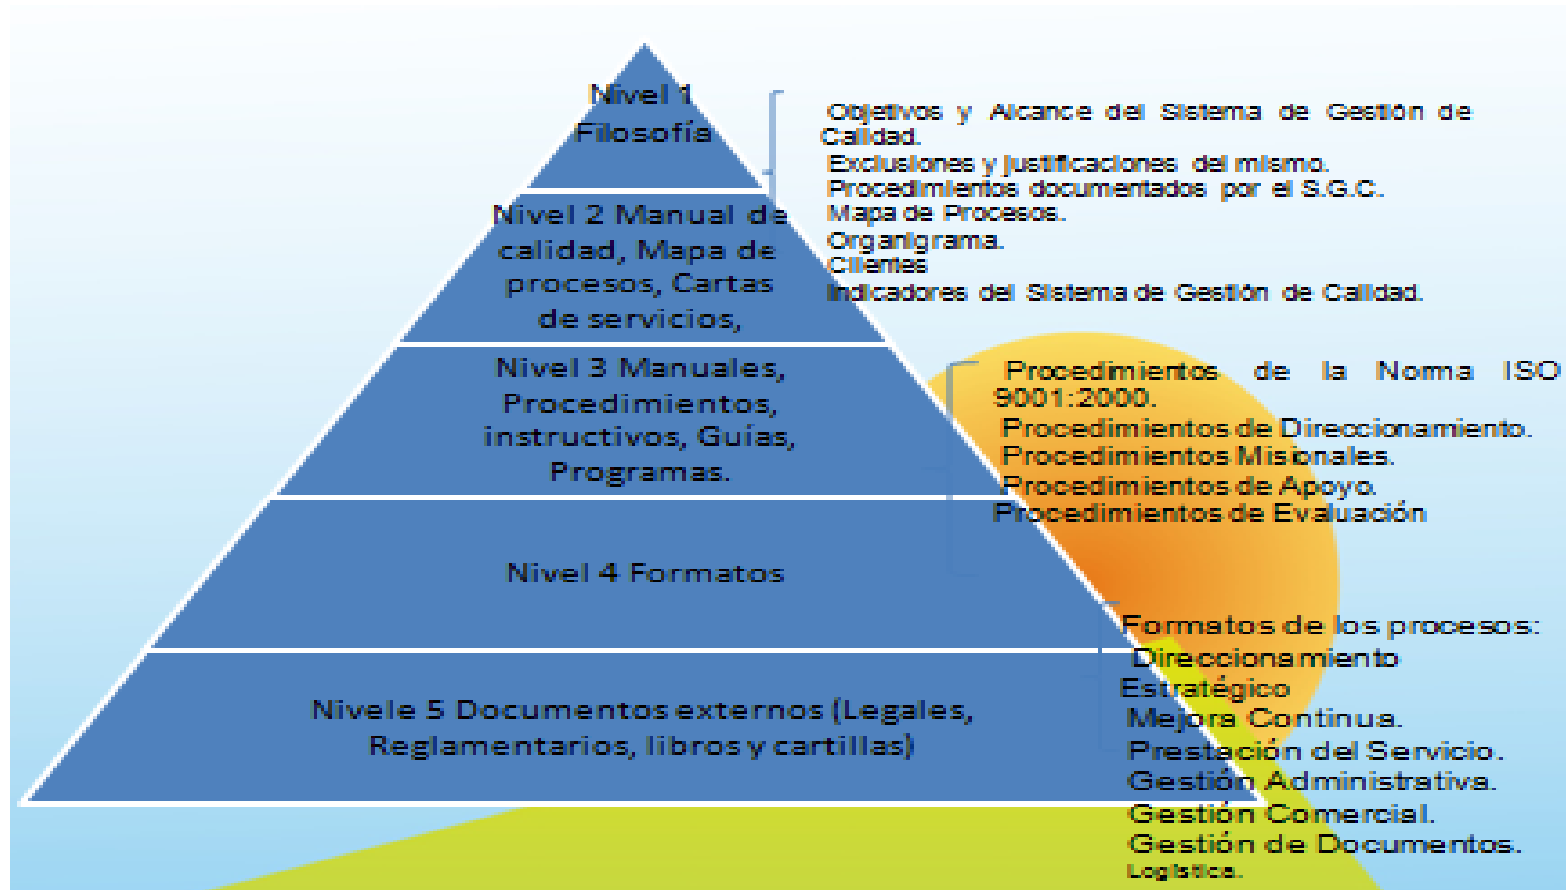 Nivel 1
Filosofía
Nivel 2 Manual de
calidad, Mapa de
procesos, Cartas
de servicios,
Nivel 3 Manuales,
Procedimientos,
instructivos, Guías,
Programas.
Nivel 4 Formatos
Nivele 5 Documentos externos (Legales,
Reglamentarios, libros y cartillas)
Objetivos y Alcance del Sistema de Gestión de
Calidad.
Exclusiones y justificaciones del mismo.
Procedimientos documentados por el S.G.C.
Mapa de Procesos.
Organigrama.
Clientes
Indicadores del Sistema de Gestión de Calidad.
Procedimientos de la Norma ISO
9001:2000.
Procedimientos de Direccionamiento.
Procedimientos Misionales.
Procedimientos de Apoyo.
Procedimientos de Evaluación
Formatos de los procesos:
Direccionamiento
Estratégico
Mejora Continua.
Prestación del Servicio.
Gestión Administrativa.
Gestión Comercial.
Gestión de Documentos.
Logística.